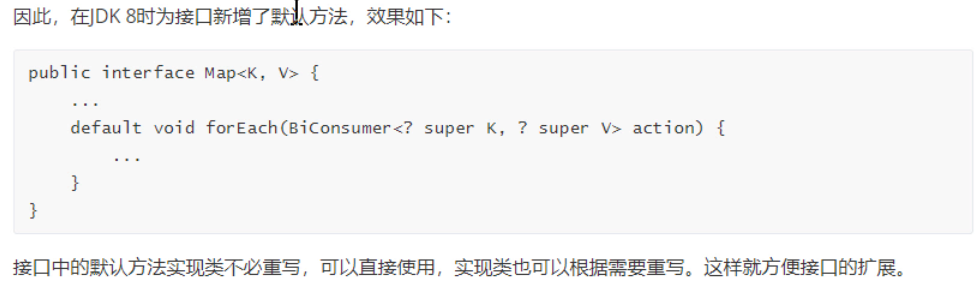 因此，在JDK 8时为接口新增了默认方法，效果如下：
public interface Map<K, V> {
    ...
    default void forEach(BiConsumer<? super K, ? super V> action) {
        ...
    }
}
接口中的默认方法实现类不必重写，可以直接使用，实现类也可以根据需要重写。这样就方便接口的扩展。